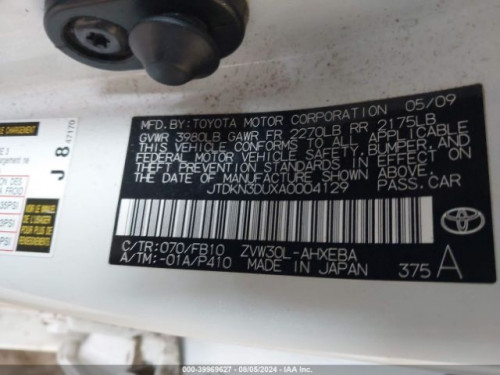 MFD.BY:TOYOTA MOTOR CORPORATION 05/09
GVWR 3980LB GAWR FR 2270LB RR 2175LB
THIS VEHICLE CONFORMS TO ALL APPLICABLE
FEDERAL MOTOR VEHICLE SAFETY, BUMPER, AND
THEFT PREVENTION STANDARDS IN EFFECT ON
THE DATE OF MANUFACTURE SHOWN ABOVE.
JTDKN3DUXA0004129 PASS.CAR
C/TR:070/FB10 ZVW30L-AHXEBA
A/TM:-01A/P410 MADE IN JAPAN 375 A
TOYOTA
J 8
47170
000-39969627 - 08/05/2024 - IAA Inc.